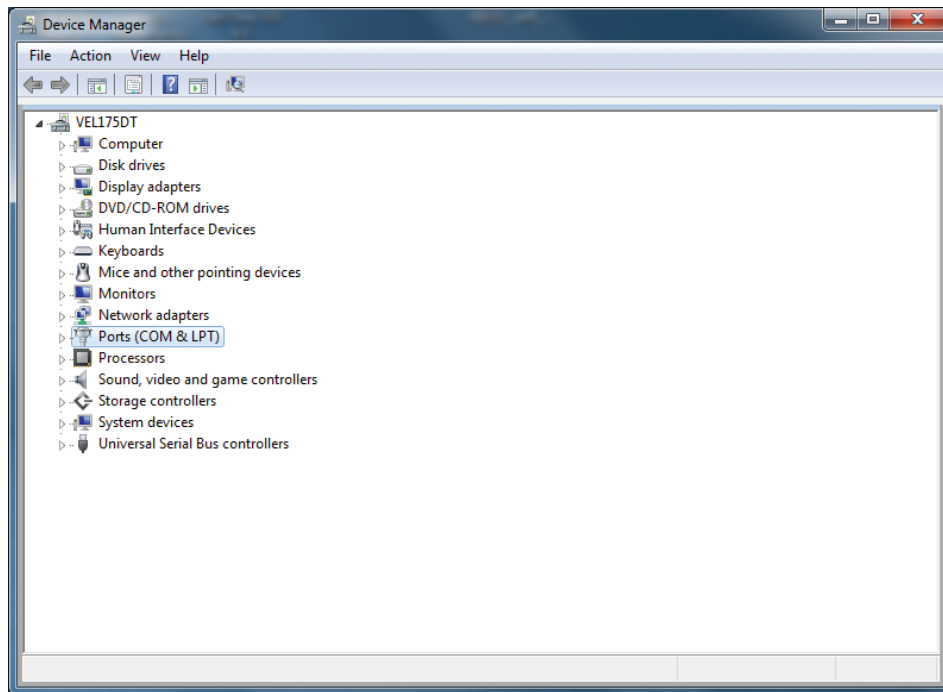 Device Manager
File Action View Help
VEL175DT
Computer
Disk drives
Display adapters
DVD/CD-ROM drives
Human Interface Devices
Keyboards
Mice and other pointing devices
Monitors
Network adapters
Ports (COM & LPT)
Processors
Sound, video and game controllers
Storage controllers
System devices
Universal Serial Bus controllers